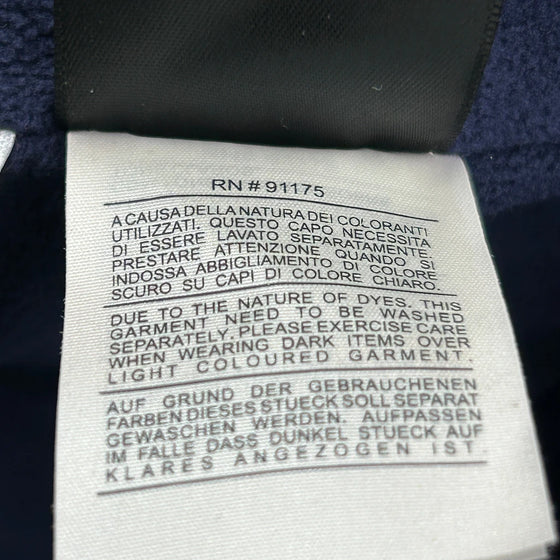 RN # 91175
A CAUSA DELLA NATURA DEI COLORANTI
UTILIZZATI, QUESTO CAPO NECESSITA
DI ESSERE LAVATO SEPARATAMENTE.
PRESTARE ATTENZIONE QUANDO SI
INDOSSA ABBIGLIAMENTO DI COLORE
SCURO SU CAPI DI COLORE CHIARO.
DUE TO THE NATURE OF DYES. THIS
GARMENT NEED TO BE WASHED
SEPARATELY. PLEASE EXERCISE CARE
WHEN WEARING DARK ITEMS OVER
LIGHT COLOURED GARMENT.
AUF GRUND DER GEBRAUCHENEN
FARBEN DIESES STUECK SOLL SEPARAT
GEWASCHEN WERDEN. AUFPASSEN
IM FALLE DASS DUNKEL STUECK AUF
KLARES ANGEZOGEN IST.